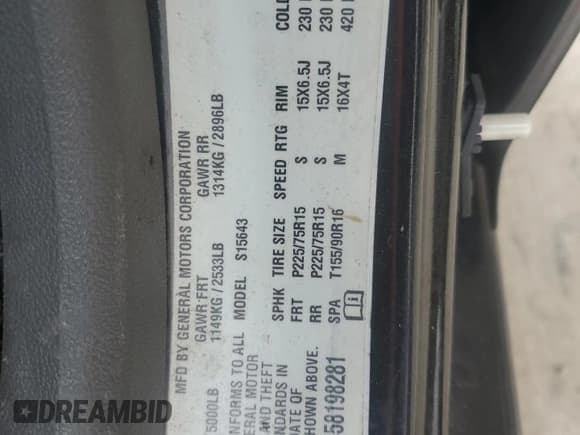 MFD BY GENERAL MOTORS CORPORATION
GAWR FRT GAWR RR
1149KG / 2533LB 1314KG / 2896LB
5000LB MODEL S15643
NFORMS TO ALL
ERAL MOTOR
AND THEFT
NDARDS IN
ATE OF
HOWN ABOVE.
58198281
SPHK TIRE SIZE SPEED RTG RIM COLD
FRT P225/75R15 S 15X6.5J 230
RR P225/75R15 S 15X6.5J 230
SPA T155/90R16 M 16X4T 420
DREAMBID.COM